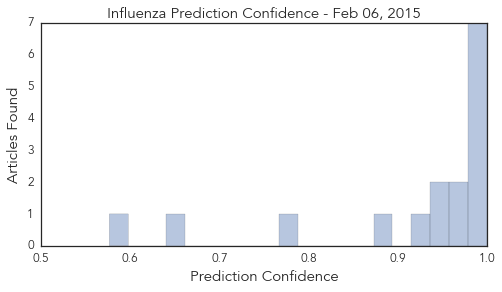 Influenza Prediction Confidence - Feb 06, 2015
7
6
5
4
3
2
1
0
Articles Found
0.5 0.6 0.7 0.8 0.9 1.0
Prediction Confidence